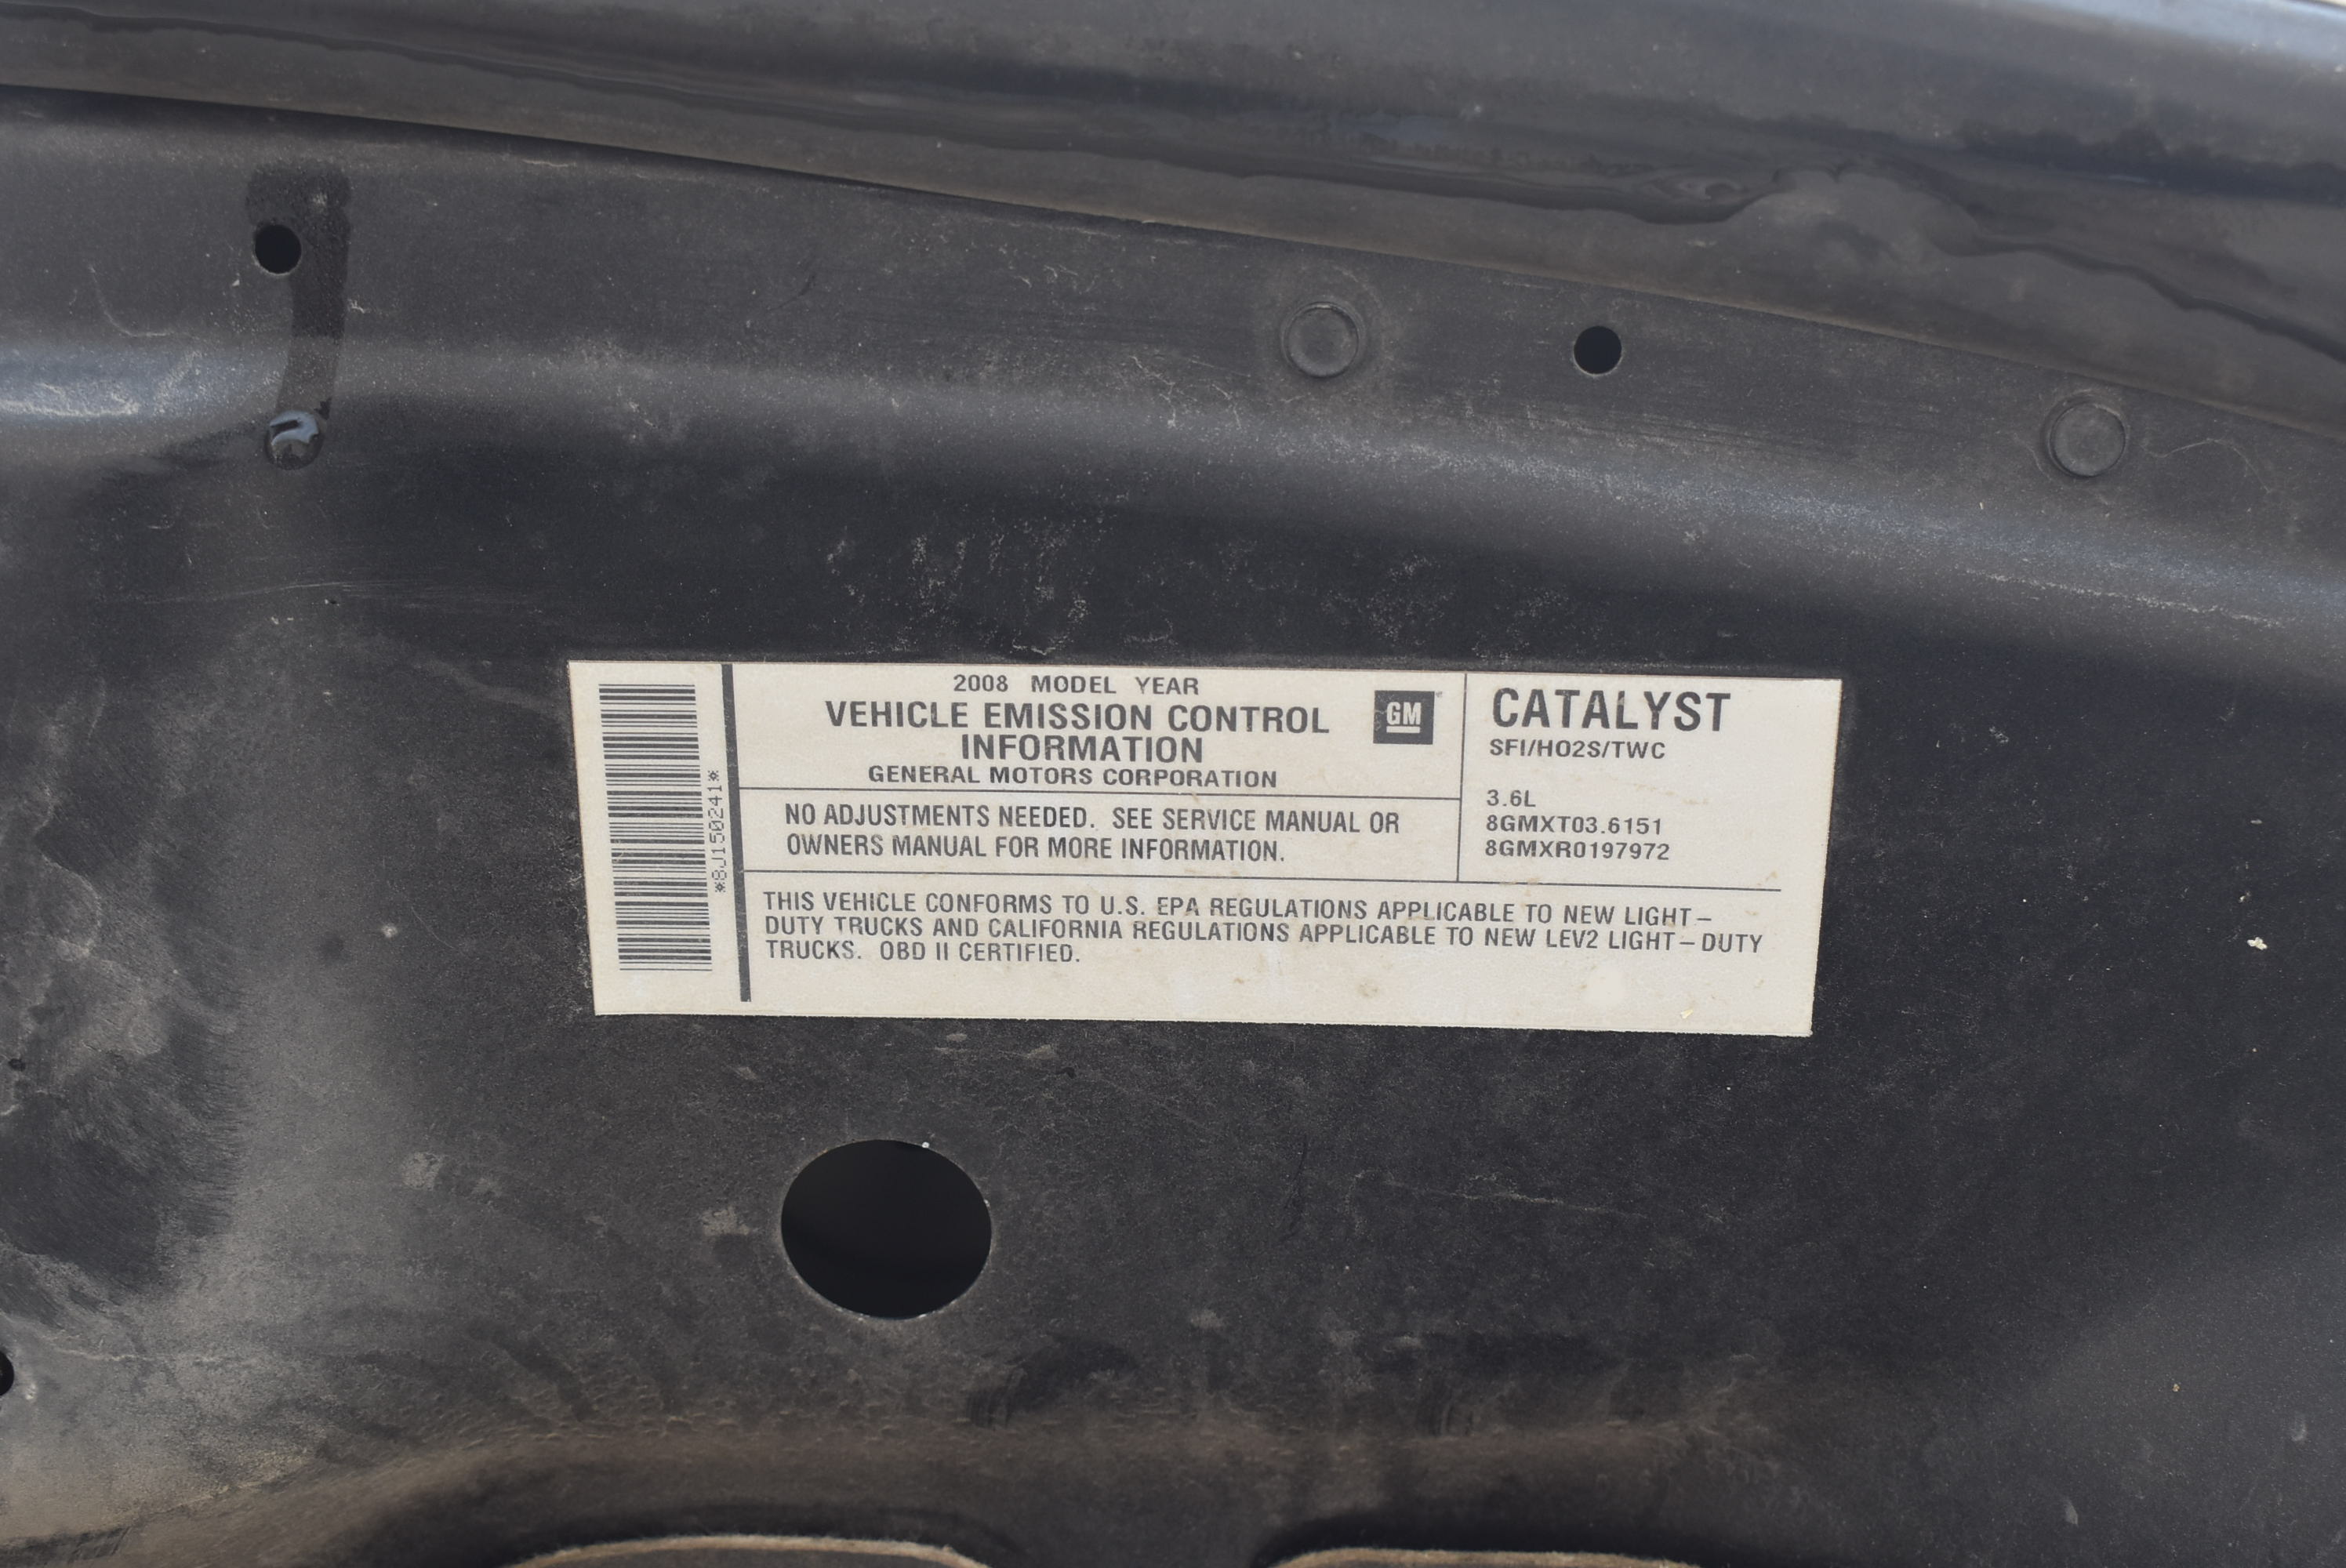 *8J150241*
2008 MODEL YEAR
VEHICLE EMISSION CONTROL
INFORMATION
GENERAL MOTORS CORPORATION
GM
NO ADJUSTMENTS NEEDED. SEE SERVICE MANUAL OR
OWNERS MANUAL FOR MORE INFORMATION.
CATALYST
SFI/HO2S/TWC
3.6L
8GMXT03.6151
8GMXR0197972
THIS VEHICLE CONFORMS TO U.S. EPA REGULATIONS APPLICABLE TO NEW LIGHT–
DUTY TRUCKS AND CALIFORNIA REGULATIONS APPLICABLE TO NEW LEV2 LIGHT–DUTY
TRUCKS. OBD II CERTIFIED.